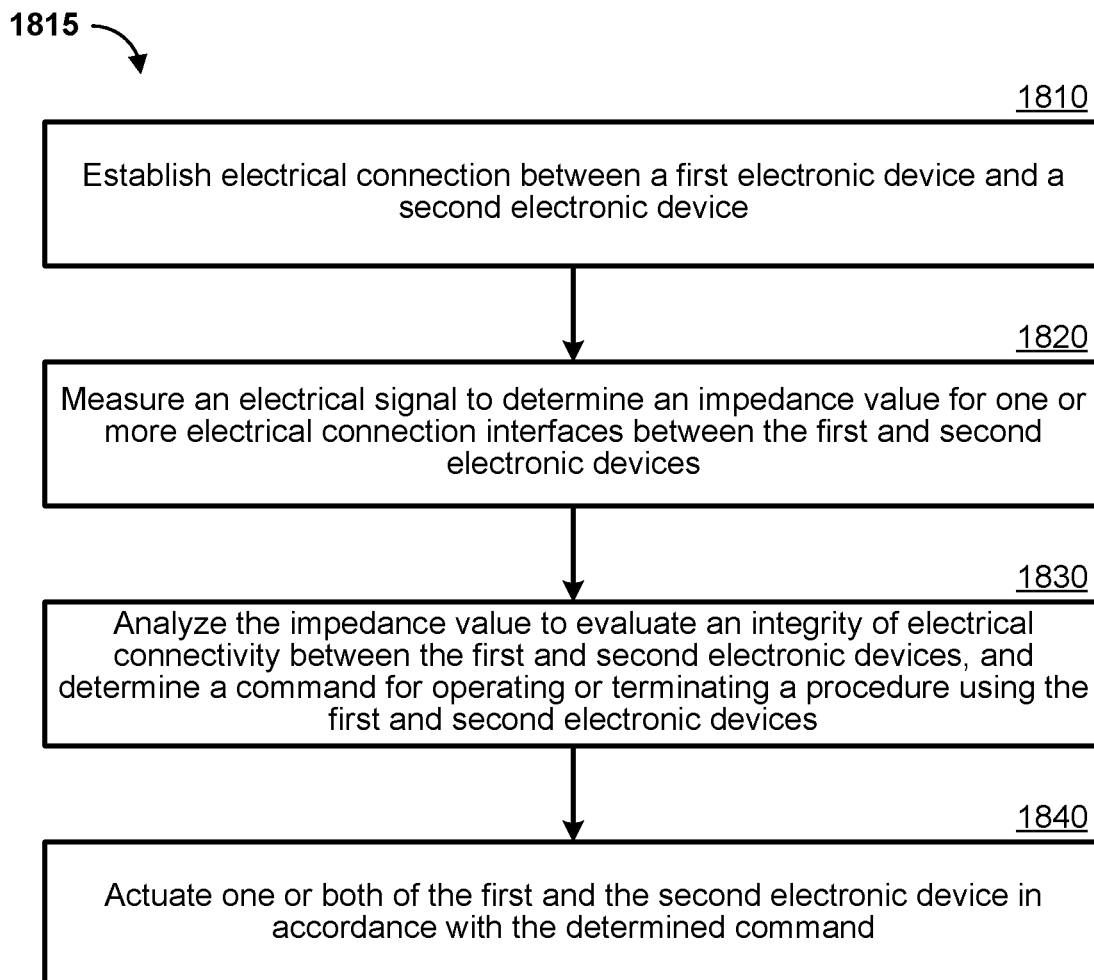 1815
1810
Establish electrical connection between a first electronic device and a
second electronic device
1820
Measure an electrical signal to determine an impedance value for one or
more electrical connection interfaces between the first and second
electronic devices
1830
Analyze the impedance value to evaluate an integrity of electrical
connectivity between the first and second electronic devices, and
determine a command for operating or terminating a procedure using the
first and second electronic devices
1840
Actuate one or both of the first and the second electronic device in
accordance with the determined command